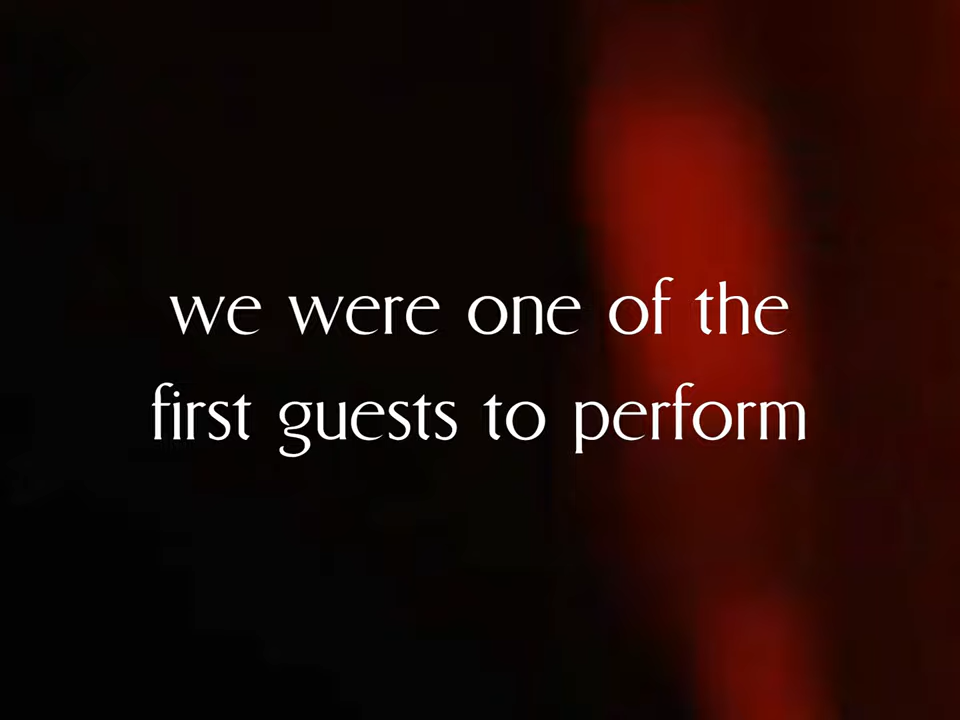 we were one of the
first guests to perform